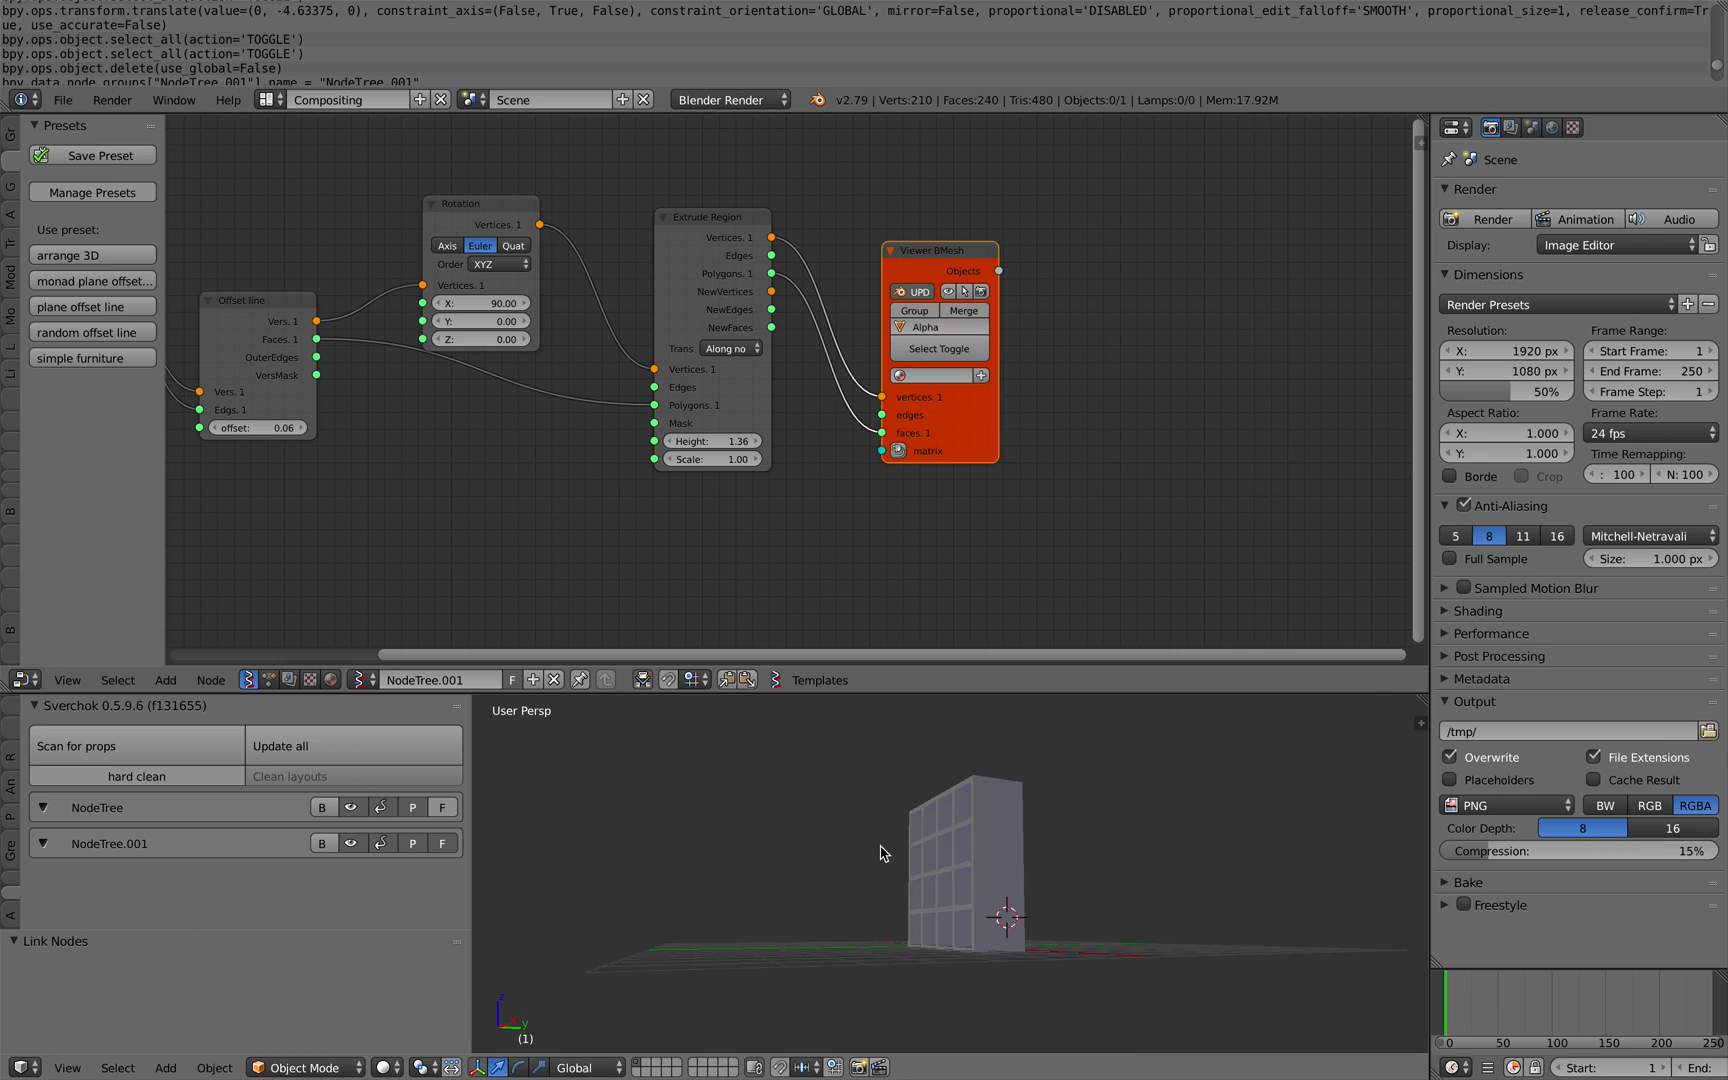 bpy.ops.transform.translate(value=(0, -4.63375, 0), constraint_axis=(False, True, False), constraint_orientation='GLOBAL', mirror=False, proportional='DISABLED', proportional_edit_falloff='SMOOTH', proportional_size=1, release_confirm=Tr
ue, use_accurate=False)
bpy.ops.object.select_all(action='TOGGLE')
bpy.ops.object.select_all(action='TOGGLE')
bpy.ops.object.delete(use_global=False)
bpy.data.node_groups["NodeTree.001"].name = "NodeTree.001"
File Render Window Help Compositing Scene Blender Render v2.79 | Verts:210 | Faces:240 | Tris:480 | Objects:0/1 | Lamps:0/0 | Mem:17.92M
Gr
G
A
Tr
Mod
Mo
L
Li
B
B
Presets
Save Preset
Manage Presets
Use preset:
arrange 3D
monad plane offset...
plane offset line
random offset line
simple furniture
Offset line
Vers. 1
Faces. 1
OuterEdges
VersMask
Vers. 1
Edgs. 1
offset: 0.06
Rotation
Vertices. 1
Axis Euler Quat
Order XYZ
Vertices. 1
X: 90.00
Y: 0.00
Z: 0.00
Extrude Region
Vertices. 1
Edges
Polygons. 1
NewVertices
NewEdges
NewFaces
Trans Along no
Vertices. 1
Edges
Polygons. 1
Mask
Height: 1.36
Scale: 1.00
Viewer BMesh
Objects
UPD
Group Merge
Alpha
Select Toggle
vertices. 1
edges
faces. 1
matrix
View Select Add Node NodeTree.001 F Templates
R
An
P
Gre
A
Sverchok 0.5.9.6 (f131655)
Scan for props Update all
hard clean Clean layouts
NodeTree B P F
NodeTree.001 B P F
Link Nodes
User Persp
z
x
y
(1)
View Select Add Object Object Mode Global
Scene
Render
Render Animation Audio
Display: Image Editor
Dimensions
Render Presets
Resolution: Frame Range:
X: 1920 px Start Frame: 1
Y: 1080 px End Frame: 250
50% Frame Step: 1
Aspect Ratio: Frame Rate:
X: 1.000 24 fps
Y: 1.000 Time Remapping:
Borde Crop : 100 N: 100
Anti-Aliasing
5 8 11 16 Mitchell-Netravali
Full Sample Size: 1.000 px
Sampled Motion Blur
Shading
Performance
Post Processing
Metadata
Output
/tmp/
Overwrite File Extensions
Placeholders Cache Result
PNG BW RGB RGBA
Color Depth: 8 16
Compression: 15%
Bake
Freestyle
0 50 100 150 200 250
Start: 1 End: